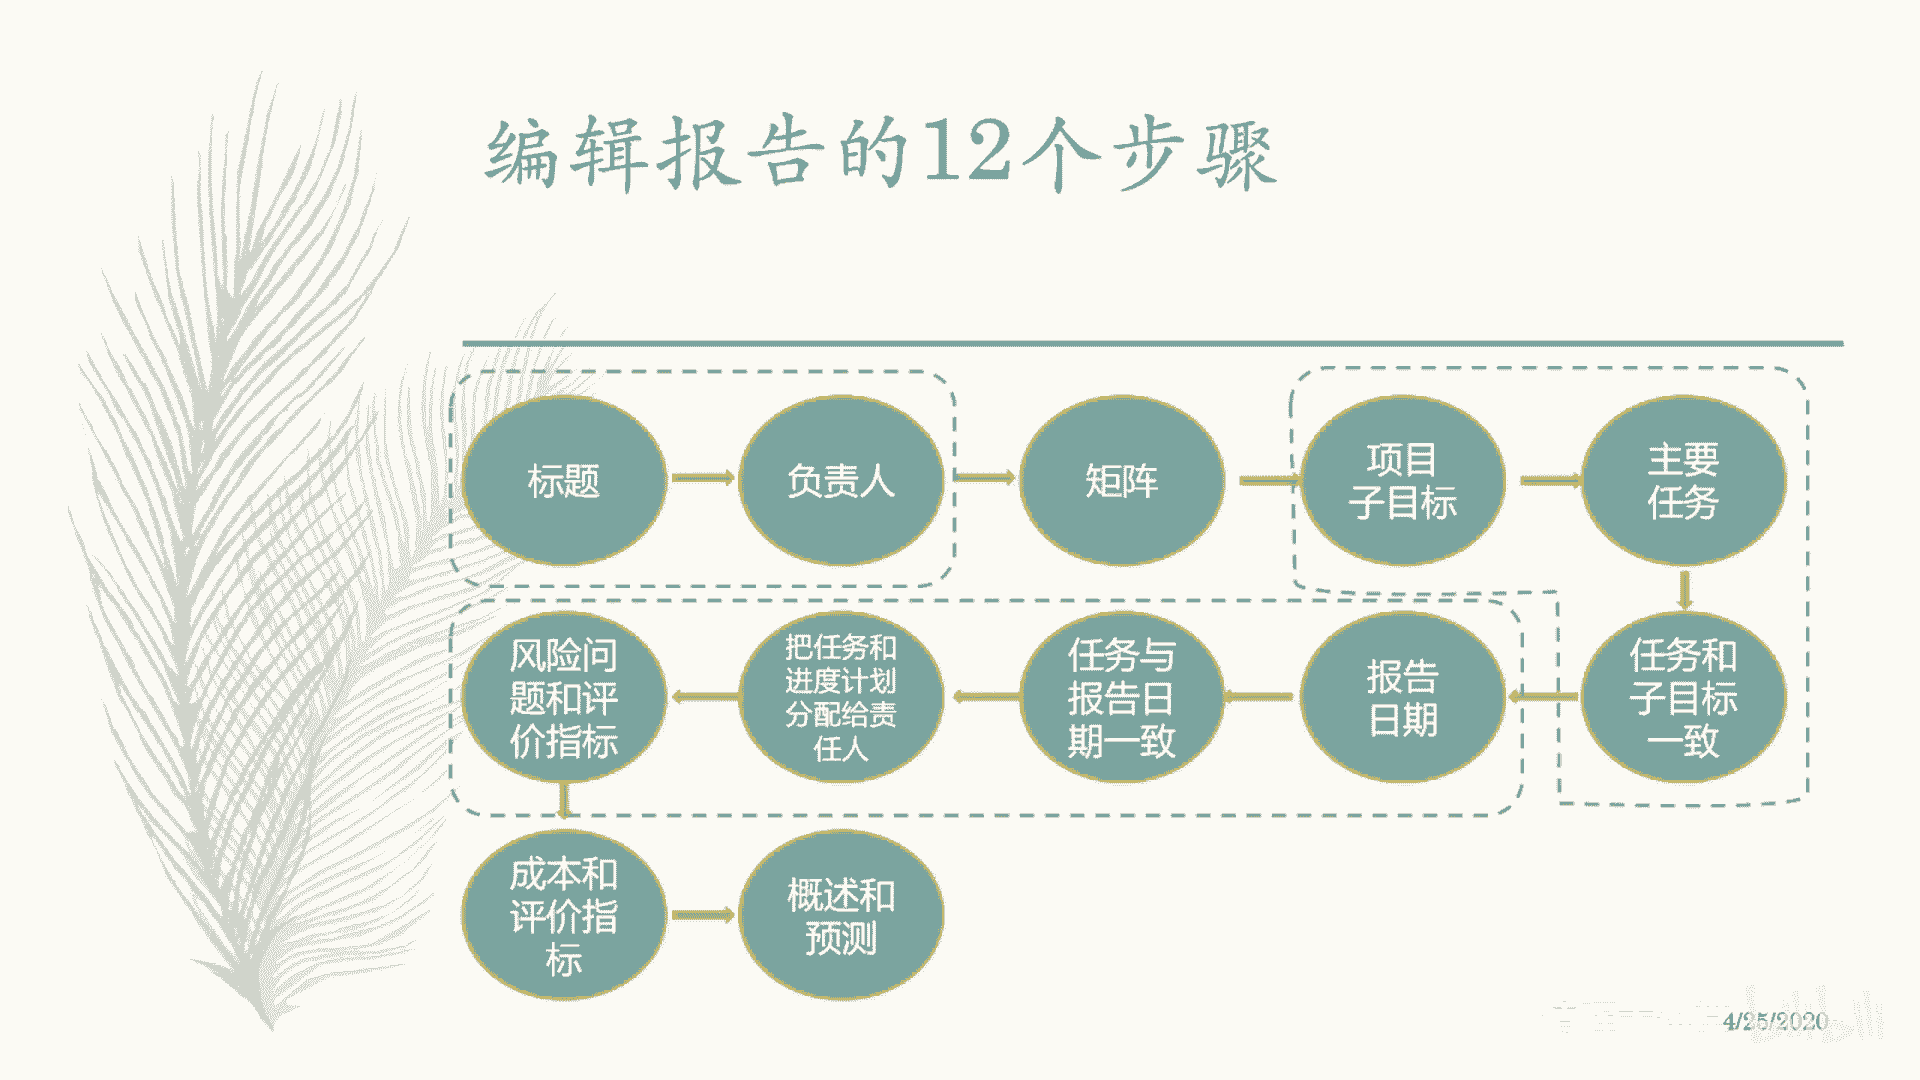 编辑报告的12个步骤
标题
负责人
矩阵
项目
子目标
主要
任务
任务和
子目标
一致
报告
日期
任务与
报告日
期一致
把任务和
进度计划
分配给责
任人
风险问
题和评
价指标
成本和
评价指
标
概述和
预测
4/25/2020
bilibili